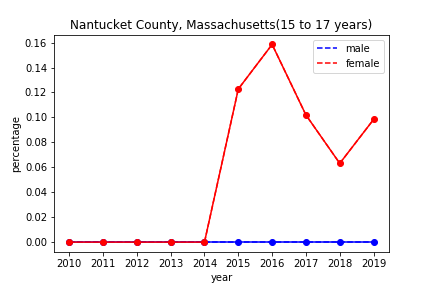 Nantucket County, Massachusetts(15 to 17 years)
male
female
percentage
0.16
0.14
0.12
0.10
0.08
0.06
0.04
0.02
0.00
2010 2011 2012 2013 2014 2015 2016 2017 2018 2019
year